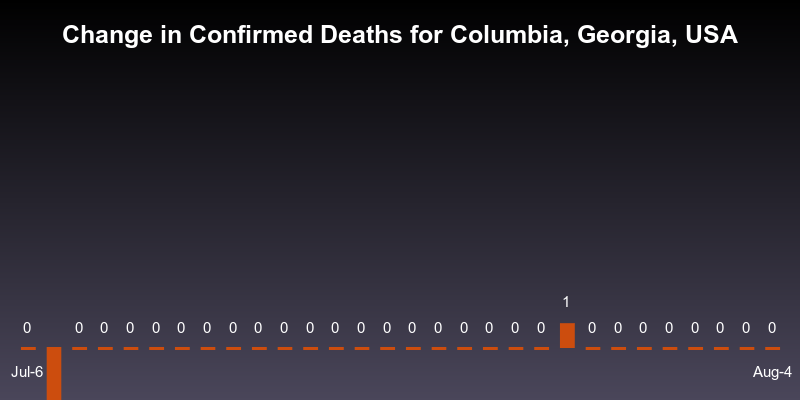 Change in Confirmed Deaths for Columbia, Georgia, USA
1
0 0 0 0 0 0 0 0 0 0 0 0 0 0 0 0 0 0 0 0 0 0 0 0 0 0 0 0
Jul-6 Aug-4